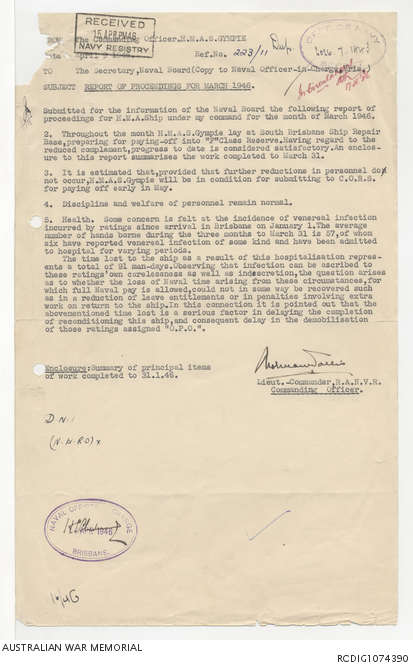 RECEIVED
15 APR 1946
NAVY REGISTRY
The Commanding Officer, H.M.A.S. GYMPIE
April 9 Ref.No. 223/11 Dup.
TO The Secretary, Naval Board (Copy to Naval Officer-in-Charge,
SUBJECT REPORT OF PROCEEDINGS FOR MARCH 1946.
Submitted for the information of the Naval Board the following report of
proceedings for H.M.A.Ship under my command for the month of March 1946.
2. Throughout the month H.M.A.S.Gympie lay at South Brisbane Ship Repair
Base, preparing for paying-off into "F"Class Reserve. Having regard to the
reduced complement, progress to date is considered satisfactory. An enclosure
to this report summarises the work completed to March 31.
3. It is estimated that, provided further reductions in personnel do
not occur, H.M.A.S.Gympie will be in condition for submitting to C.O.R.S.
for paying off early in May.
4. Discipline and welfare of personnel remain normal.
5. Health. Some concern is felt at the incidence of venereal infection
incurred by ratings since arrival in Brisbane on January 1. The average
number of hands borne during the three months to March 31 is 37, of whom
six have reported venereal infection of some kind and have been admitted
to hospital for varying periods.
The time lost to the ship as a result of this hospitalisation represents
a total of 91 man-days. Observing that infection can be ascribed to
these ratings' own carelessness as well as indscretion, the question arises
as to whether the loss of Naval time arising from these circumstances, for
which full Naval pay is allowed, could not in some way be recovered such
as in a reduction of leave entitlements or in penalties involving extra
work on return to the ship. In this connection it is pointed out that the
abovementioned time lost is a serious factor in delaying the completion
of reconditioning this ship, and consequent delay in the demobilisation
of those ratings assigned "O.P.O.".
Enclosure: Summary of principal items
of work completed to 31.1.46.
Lieut.-Commander, R.A.N.V.R.
Commanding Officer.
D N I
(N.H.R.O) x
NAVAL OFFICER IN CHARGE
1946
BRISBANE
AUSTRALIAN WAR MEMORIAL
RCDIG1074390